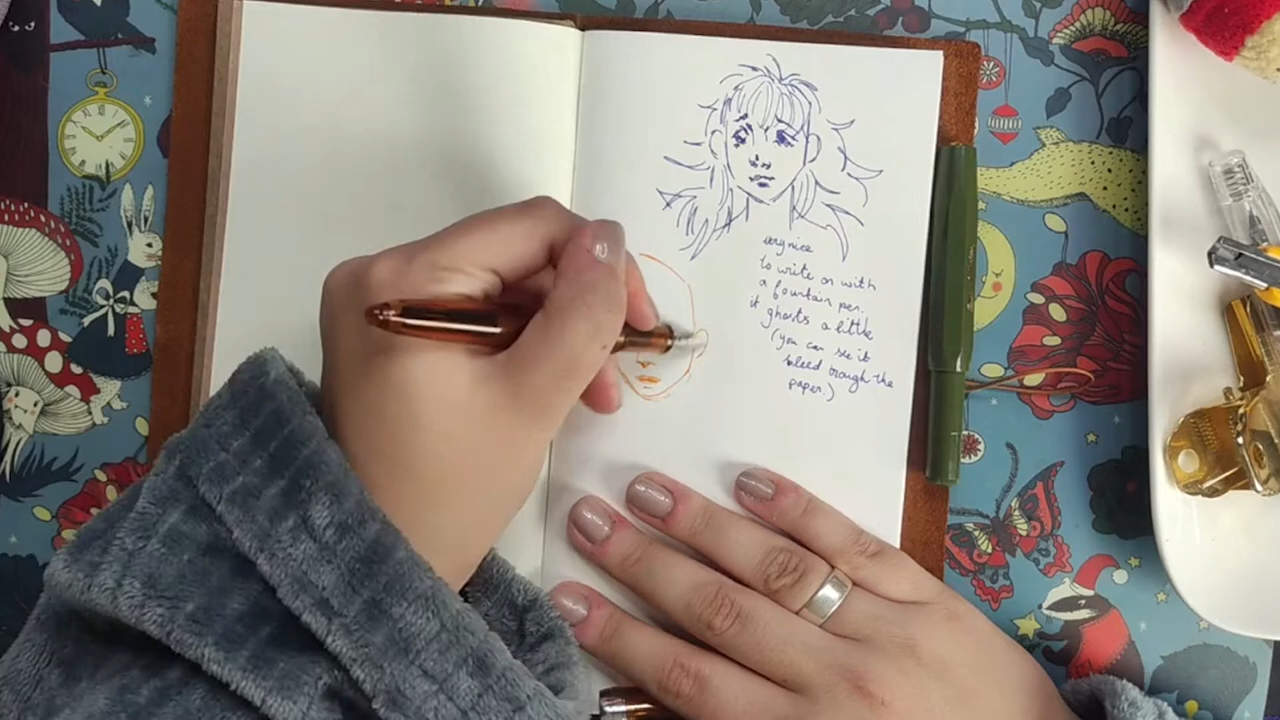 very nice
to write on with
a fountain pen.
it ghosts a little
(you can see it
bleed trough the
paper.)